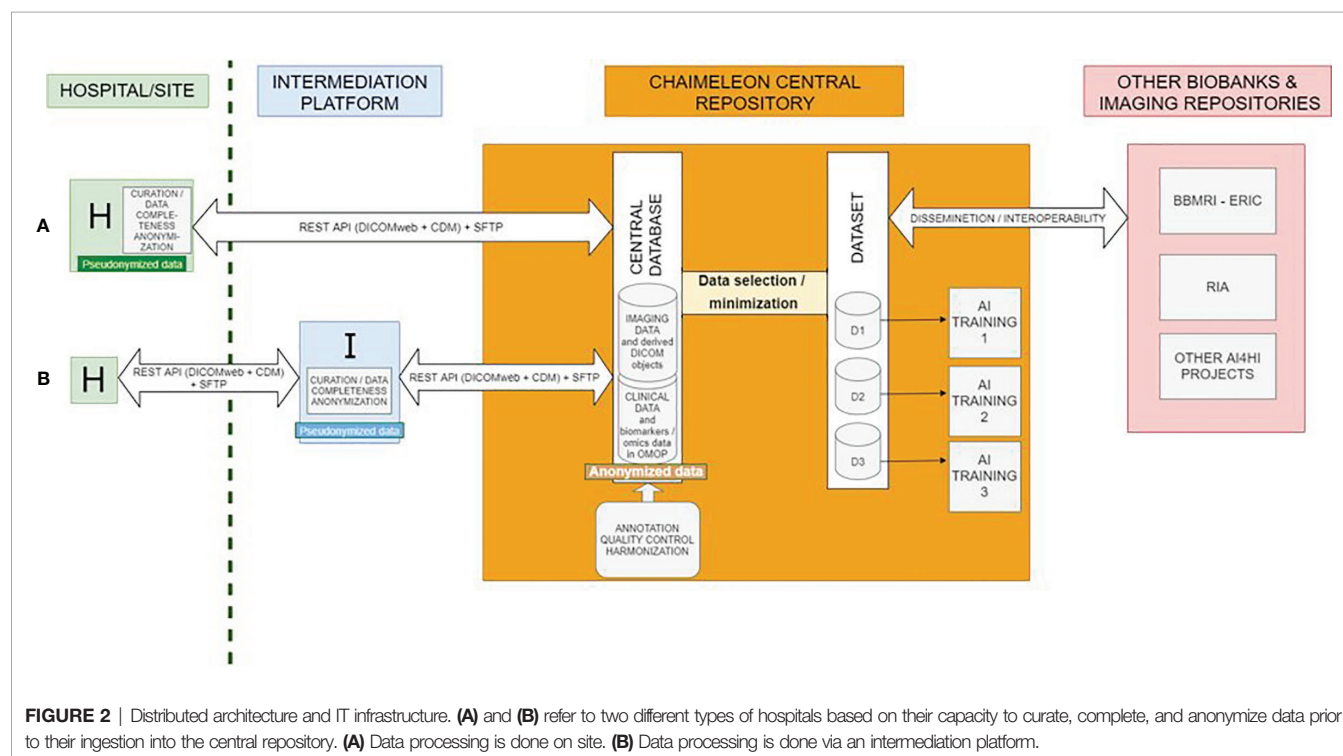 HOSPITAL/SITE
INTERMEDIATION
PLATFORM
CHAIMELEON CENTRAL
REPOSITORY
OTHER BIOBANKS &
IMAGING REPOSITORIES
A
H
CURATION /
DATA
COMPLE-
TENESS
ANONYMI-
ZATION
Pseudonymized data
REST API (DICOMweb + CDM) + SFTP
B
H
REST API (DICOMweb + CDM)
+ SFTP
I
CURATION / DATA
COMPLETENESS
ANONYMIZATION
Pseudonymized data
REST API (DICOMweb + CDM) + SFTP
CENTRAL
DATABASE
IMAGING
DATA
and derived
DICOM
objects
CLINICAL
DATA
and
biomarkers /
omics data
in OMOP
Anonymized data
ANNOTATION
QUALITY CONTROL
HARMONIZATION
Data selection /
minimization
DATASET
D1
D2
D3
AI
TRAINING
1
AI
TRAINING
2
AI
TRAINING
3
DISSEMINETION / INTEROPERABILITY
BBMRI - ERIC
RIA
OTHER AI4HI
PROJECTS
FIGURE 2 | Distributed architecture and IT infrastructure. (A) and (B) refer to two different types of hospitals based on their capacity to curate, complete, and anonymize data prior
to their ingestion into the central repository. (A) Data processing is done on site. (B) Data processing is done via an intermediation platform.